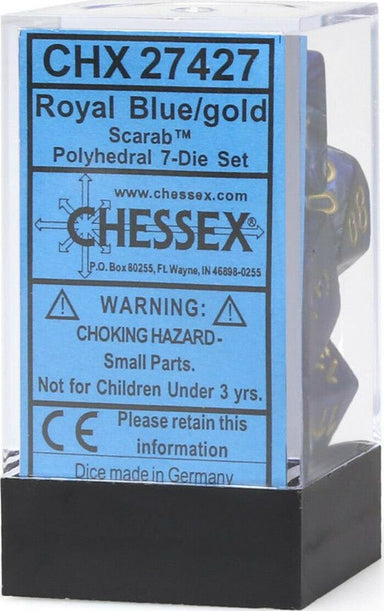 CHX 27427
Royal Blue/gold
Scarab™
Polyhedral 7-Die Set
www.chessex.com
CHESSEX®
P.O. Box 80255, Ft. Wayne, IN 46898-0255
WARNING:
CHOKING HAZARD-
Small Parts.
Not for Children Under 3 yrs.
CE Please retain this
information
Dice made in Germany